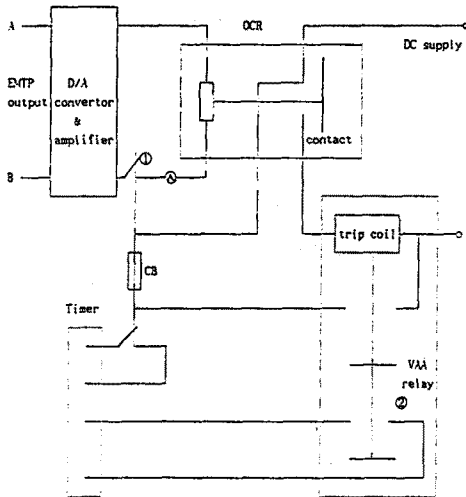 OCR
A
DC supply
EMTP
output
D/A
convertor
&
amplifier
contact
①
B
A
trip coil
CB
Timer
VAA
relay
②